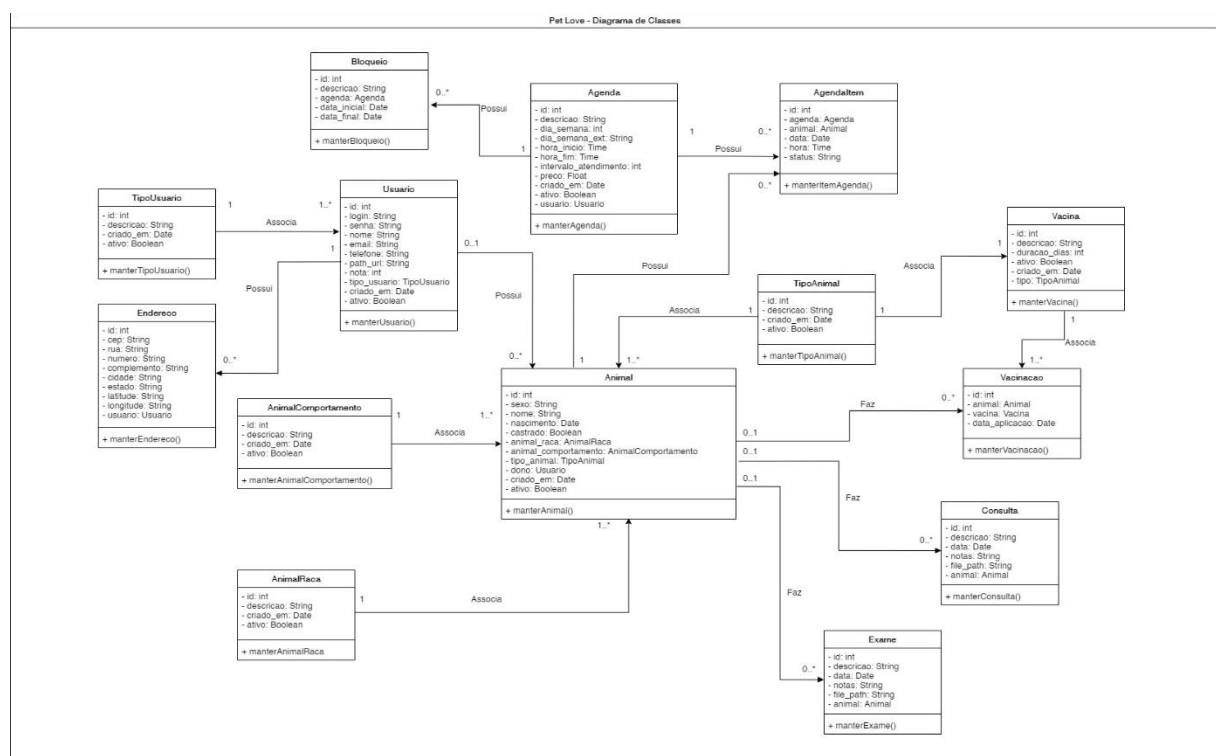 Pet Love - Diagrama de Classes
Bloqueio
- id: int
- descricao: String
- agenda: Agenda
- data_inicial: Date
- data_final: Date
+ manterBloqueio()
0..*
Possui
1
Agenda
- id: int
- descricao: String
- dia_semana: int
- dia_semana_ext: String
- hora_inicio: Time
- hora_fim: Time
- intervalo_atendimento: int
- preco: Float
- criado_em: Date
- ativo: Boolean
- usuario: Usuario
+ manterAgenda()
1
Possui
0..*
AgendaItem
- id: int
- agenda: Agenda
- animal: Animal
- data: Date
- hora: Time
- status: String
+ manterItemAgenda()
0..*
TipoUsuario
- id: int
- descricao: String
- criado_em: Date
- ativo: Boolean
+ manterTipoUsuario()
1
Associa
1..*
Usuario
- id: int
- login: String
- senha: String
- nome: String
- email: String
- telefone: String
- path_url: String
- nota: int
- tipo_usuario: TipoUsuario
- criado_em: Date
- ativo: Boolean
+ manterUsuario()
1
Possui
0..*
0..1
Possui
0..*
Endereco
- id: int
- cep: String
- rua: String
- numero: String
- complemento: String
- cidade: String
- estado: String
- latitude: String
- longitude: String
- usuario: Usuario
+ manterEndereco()
Possui
1
TipoAnimal
- id: int
- descricao: String
- criado_em: Date
- ativo: Boolean
+ manterTipoAnimal()
1
Associa
1..*
1
Associa
1
Vacina
- id: int
- descricao: String
- duracao_dias: int
- ativo: Boolean
- criado_em: Date
- tipo: TipoAnimal
+ manterVacina()
1
Associa
1..*
Vacinacao
- id: int
- animal: Animal
- vacina: Vacina
- data_aplicacao: Date
+ manterVacinacao()
AnimalComportamento
- id: int
- descricao: String
- criado_em: Date
- ativo: Boolean
+ manterAnimalComportamento()
1
Associa
1..*
Animal
- id: int
- sexo: String
- nome: String
- nascimento: Date
- castrado: Boolean
- animal_raca: AnimalRaca
- animal_comportamento: AnimalComportamento
- tipo_animal: TipoAnimal
- dono: Usuario
- criado_em: Date
- ativo: Boolean
+ manterAnimal()
1..*
0..1
Faz
0..*
0..1
Faz
0..*
0..1
Faz
0..*
Consulta
- id: int
- descricao: String
- data: Date
- notas: String
- file_path: String
- animal: Animal
+ manterConsulta()
AnimalRaca
- id: int
- descricao: String
- criado_em: Date
- ativo: Boolean
+ manterAnimalRaca
1
Associa
Exame
- id: int
- descricao: String
- data: Date
- notas: String
- file_path: String
- animal: Animal
+ manterExame()